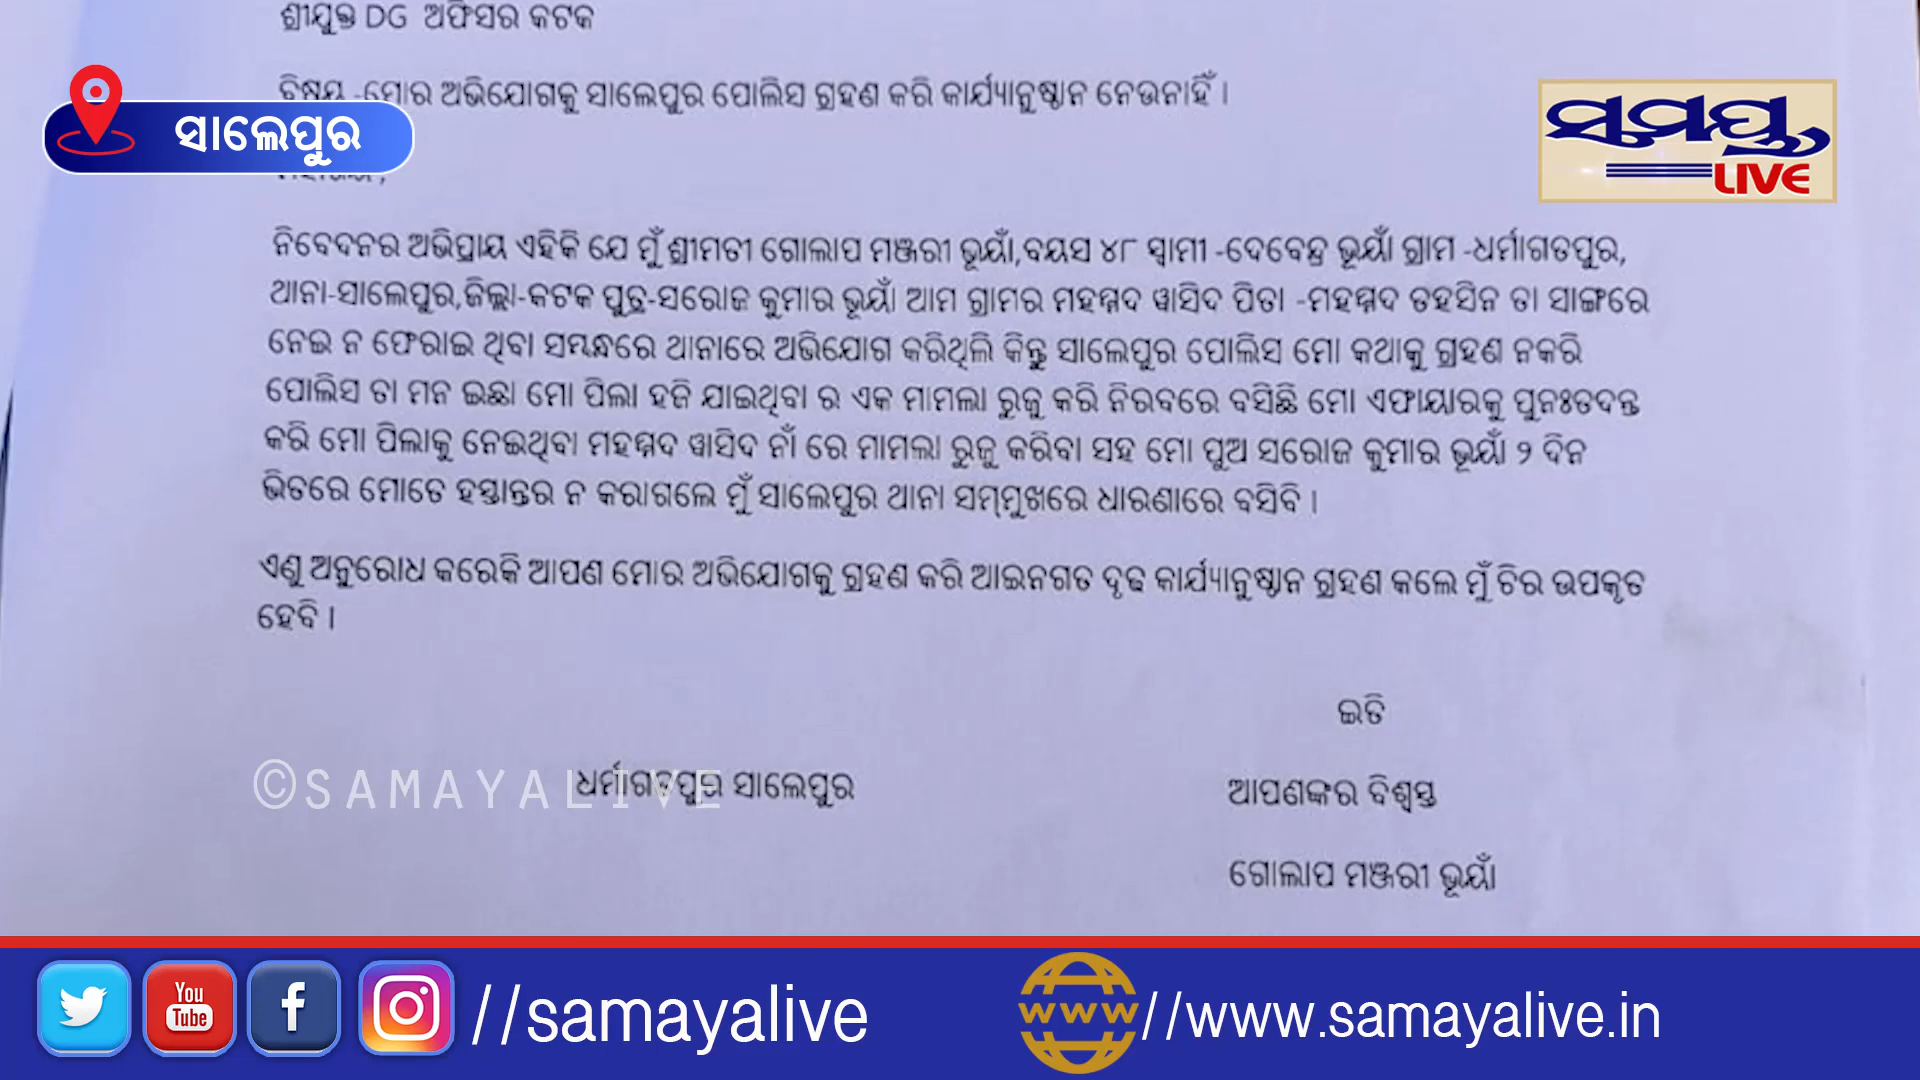 ଶ୍ରୀଯୁକ୍ତ DG ଅଫିସର କଟକ
ବିଷୟ -ମୋର ଅଭିଯୋଗକୁ ସାଲେପୁର ପୋଲିସ ଗ୍ରହଣ କରି କାର୍ଯ୍ୟାନୁଷ୍ଠାନ ନେଉନାହିଁ ।
ସାଲେପୁର
ସମୟ
LIVE
ନିବେଦନର ଅଭିପ୍ରାୟ ଏହିକି ଯେ ମୁଁ ଶ୍ରୀମତୀ ଗୋଲାପ ମଞ୍ଜରୀ ଭୂୟାଁ,ବୟସ ୪୮ ସ୍ୱାମୀ -ଦେବେନ୍ଦ୍ର ଭୂୟାଁ ଗ୍ରାମ -ଧର୍ମାଗତପୁର,
ଥାନା-ସାଲେପୁର,ଜିଲ୍ଲା-କଟକ ପୁତ୍ର-ସରୋଜ କୁମାର ଭୂୟାଁ ଆମ ଗ୍ରାମର ମହମ୍ମଦ ୱାସିଦ ପିତା -ମହମ୍ମଦ ତହସିନ ତା ସାଙ୍ଗରେ
ନେଇ ନ ଫେରାଇ ଥିବା ସମ୍ଵନ୍ଧରେ ଥାନାରେ ଅଭିଯୋଗ କରିଥିଲି କିନ୍ତୁ ସାଲେପୁର ପୋଲିସ ମୋ କଥାକୁ ଗ୍ରହଣ ନକରି
ପୋଲିସ ତା ମନ ଇଛା ମୋ ପିଲା ହଜି ଯାଇଥିବା ର ଏକ ମାମଲା ରୁଜୁ କରି ନିରବରେ ବସିଛି ମୋ ଏଫାୟାରକୁ ପୁନଃତଦନ୍ତ
କରି ମୋ ପିଲାକୁ ନେଇଥିବା ମହମ୍ମଦ ୱାସିଦ ନାଁ ରେ ମାମଲା ରୁଜୁ କରିବା ସହ ମୋ ପୁଅ ସରୋଜ କୁମାର ଭୂୟାଁ ୨ ଦିନ
ଭିତରେ ମୋତେ ହସ୍ତାନ୍ତର ନ କରାଗଲେ ମୁଁ ସାଲେପୁର ଥାନା ସମ୍ମୁଖରେ ଧାରଣାରେ ବସିବି ।
ଏଣୁ ଅନୁରୋଧ କରେକି ଆପଣ ମୋର ଅଭିଯୋଗକୁ ଗ୍ରହଣ କରି ଆଇନଗତ ଦୃଢ କାର୍ଯ୍ୟାନୁଷ୍ଠାନ ଗ୍ରହଣ କଲେ ମୁଁ ଚିର ଉପକୃତ
ହେବି ।
ଇତି
ଧର୍ମାଗତପୁର ସାଲେପୁର
ଆପଣଙ୍କର ବିଶ୍ୱସ୍ତ
©SAMAYALIVE
ଗୋଲାପ ମଞ୍ଜରୀ ଭୂୟାଁ
You
Tube
//samayalive
www//www.samayalive.in